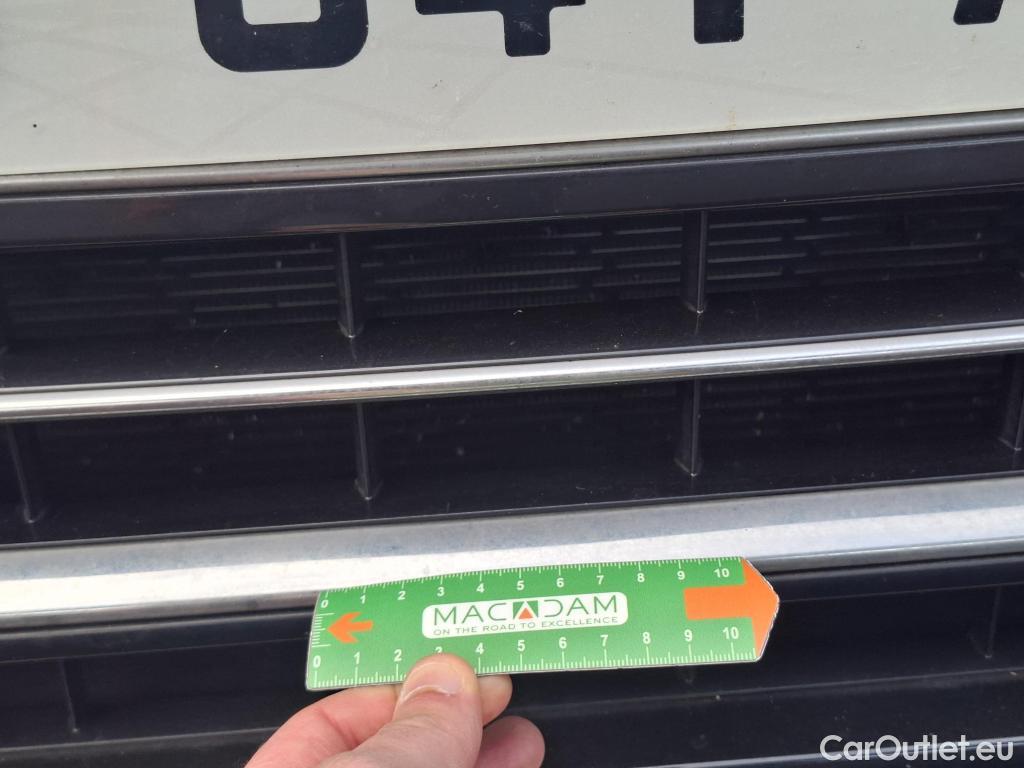 0 1 2 3 4 5 6 7 8 9 10
MACADAM
ON THE ROAD TO EXCELLENCE
0 1 2 3 4 5 6 7 8 9 10
CarOutlet.eu